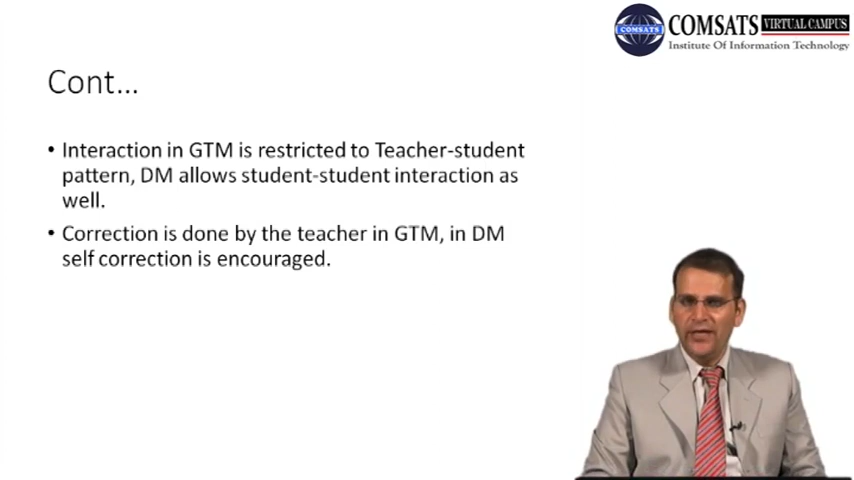 COMSATS
COMSATS VIRTUAL CAMPUS
Institute Of Information Technology
Cont...
• Interaction in GTM is restricted to Teacher-student
pattern, DM allows student-student interaction as
well.
• Correction is done by the teacher in GTM, in DM
self correction is encouraged.